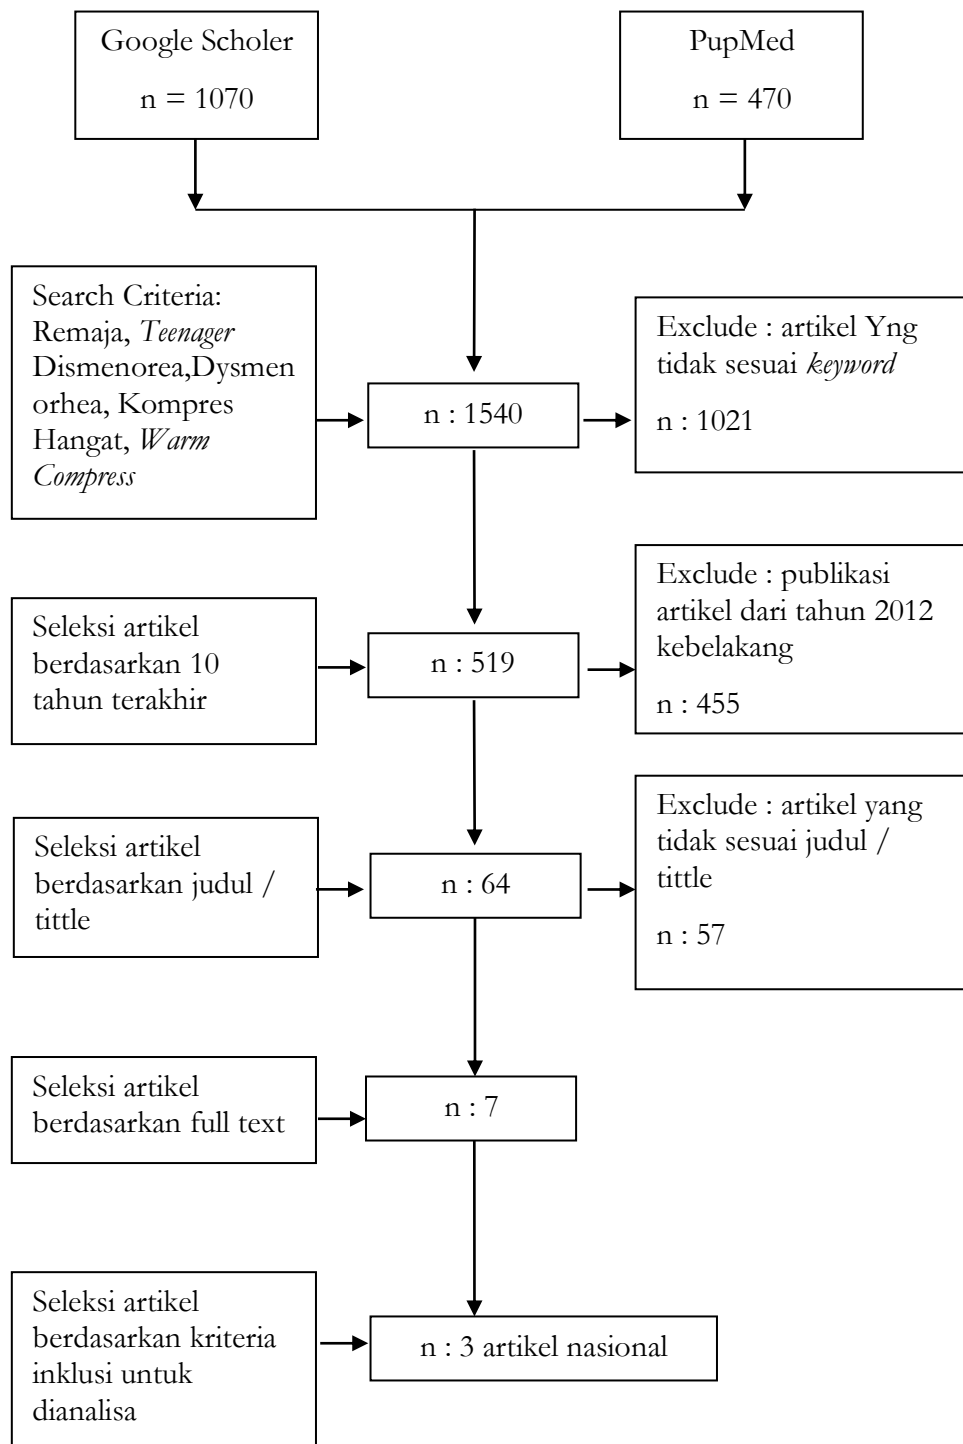 Google Scholer
n = 1070
PupMed
n = 470
Search Criteria:
Remaja, Teenager
Dismenorea,Dysmen
orhea, Kompres
Hangat, Warm
Compress
n : 1540
Exclude : artikel Yng
tidak sesuai keyword
n : 1021
Seleksi artikel
berdasarkan 10
tahun terakhir
n : 519
Exclude : publikasi
artikel dari tahun 2012
kebelakang
n : 455
Seleksi artikel
berdasarkan judul /
tittle
n : 64
Exclude : artikel yang
tidak sesuai judul /
tittle
n : 57
Seleksi artikel
berdasarkan full text
n : 7
Seleksi artikel
berdasarkan kriteria
inklusi untuk
dianalisa
n : 3 artikel nasional